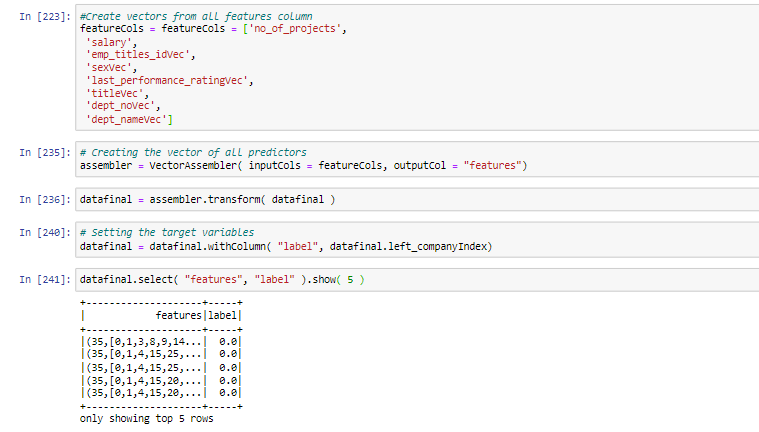 In [223]: #Create vectors from all features column
featureCols = featureCols = ['no_of_projects',
'salary',
'emp_titles_idVec',
'sexVec',
'last_performance_ratingVec',
'titleVec',
'dept_noVec',
'dept_nameVec']
In [235]: # Creating the vector of all predictors
assembler = VectorAssembler( inputCols = featureCols, outputCol = "features")
In [236]: datafinal = assembler.transform( datafinal )
In [240]: # Setting the target variables
datafinal = datafinal.withColumn( "label", datafinal.left_companyIndex)
In [241]: datafinal.select( "features", "label" ).show( 5 )
+--------------------+-----+
|            features|label|
+--------------------+-----+
|(35,[0,1,3,8,9,14...|  0.0|
|(35,[0,1,4,15,25,...|  0.0|
|(35,[0,1,4,15,25,...|  0.0|
|(35,[0,1,4,15,20,...|  0.0|
|(35,[0,1,4,15,20,...|  0.0|
+--------------------+-----+
only showing top 5 rows